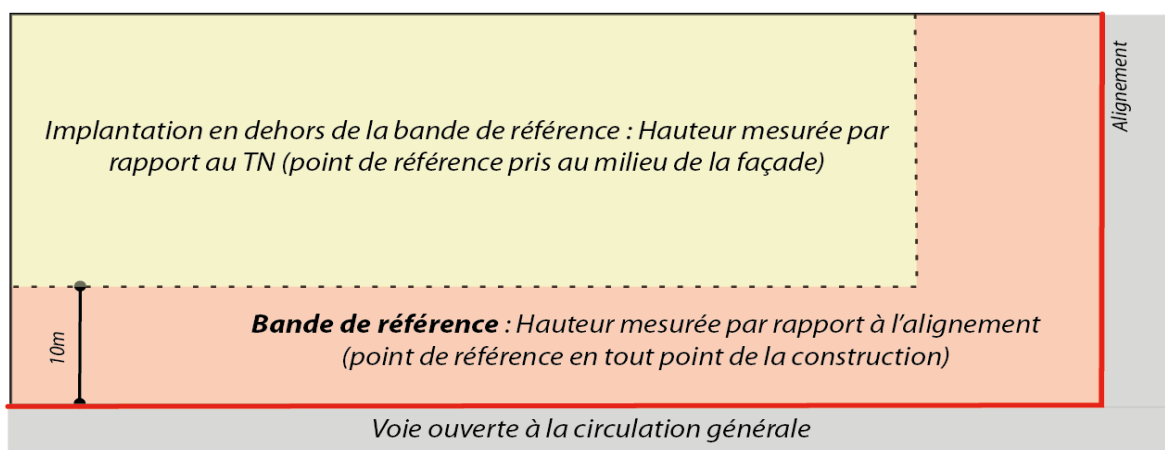 Alignement
Implantation en dehors de la bande de référence : Hauteur mesurée par
rapport au TN (point de référence pris au milieu de la façade)
10m
Bande de référence : Hauteur mesurée par rapport à l'alignement
(point de référence en tout point de la construction)
Voie ouverte à la circulation générale